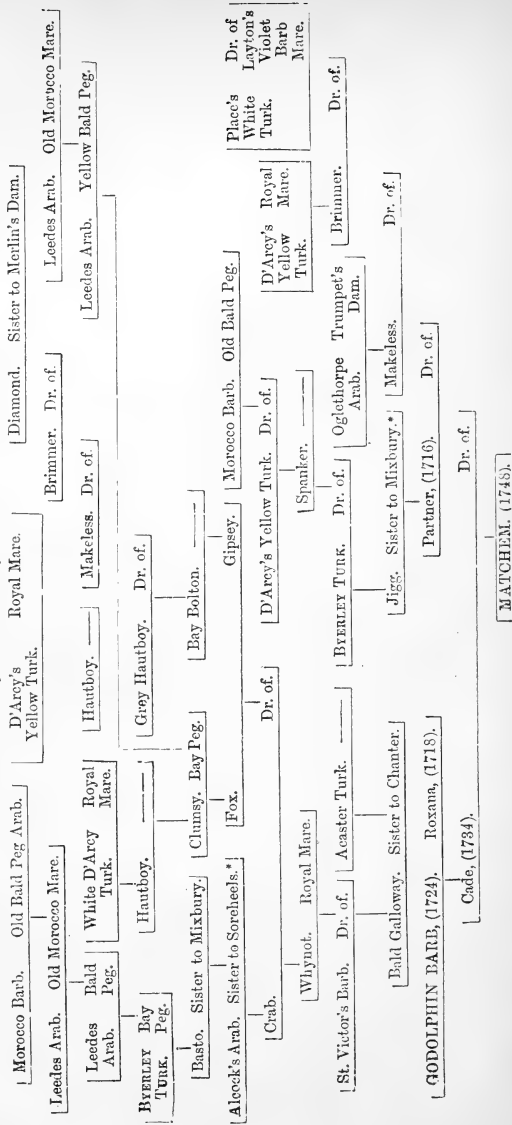 Morocco Barb. Old Bald Peg Arab. D'Arcy's Yellow Turk. Royal Mare. Diamond. Sister to Merlin's Dam.
Leedes Arab. Old Morocco Mare. Brimmer. Dr. of. Leedes Arab. Old Morocco Mare.
Leedes Arab. Bald Peg. White D'Arcy Turk. Royal Mare. Hautboy. —— Makeless. Dr. of. Leedes Arab. Yellow Bald Peg.
BYERLEY TURK. Bay Peg. Hautboy. —— Grey Hautboy. Dr. of.
Basto. Sister to Mixbury. Clumsy. Bay Peg. Bay Bolton. ——
Alcock's Arab. Sister to Soreheels.* Fox. Gipsey. Morocco Barb. Old Bald Peg. Place's White Turk. Dr. of Layton's Violet Barb Mare.
Crab. Dr. of. D'Arcy's Yellow Turk. Dr. of. D'Arcy's Yellow Turk. Royal Mare.
Whynot. Royal Mare. Spanker. —— Brimmer. Dr. of.
St. Victor's Barb. Dr. of. Acaster Turk. —— BYERLEY TURK. Dr. of. Oglethorpe Arab. Trumpet's Dam.
Bald Galloway. Sister to Chanter. Jigg. Sister to Mixbury.* Makeless. Dr. of.
GODOLPHIN BARB, (1724). Roxana, (1718). Partner, (1716). Dr. of.
Cade, (1734). Dr. of.
MATCHEM. (1748).